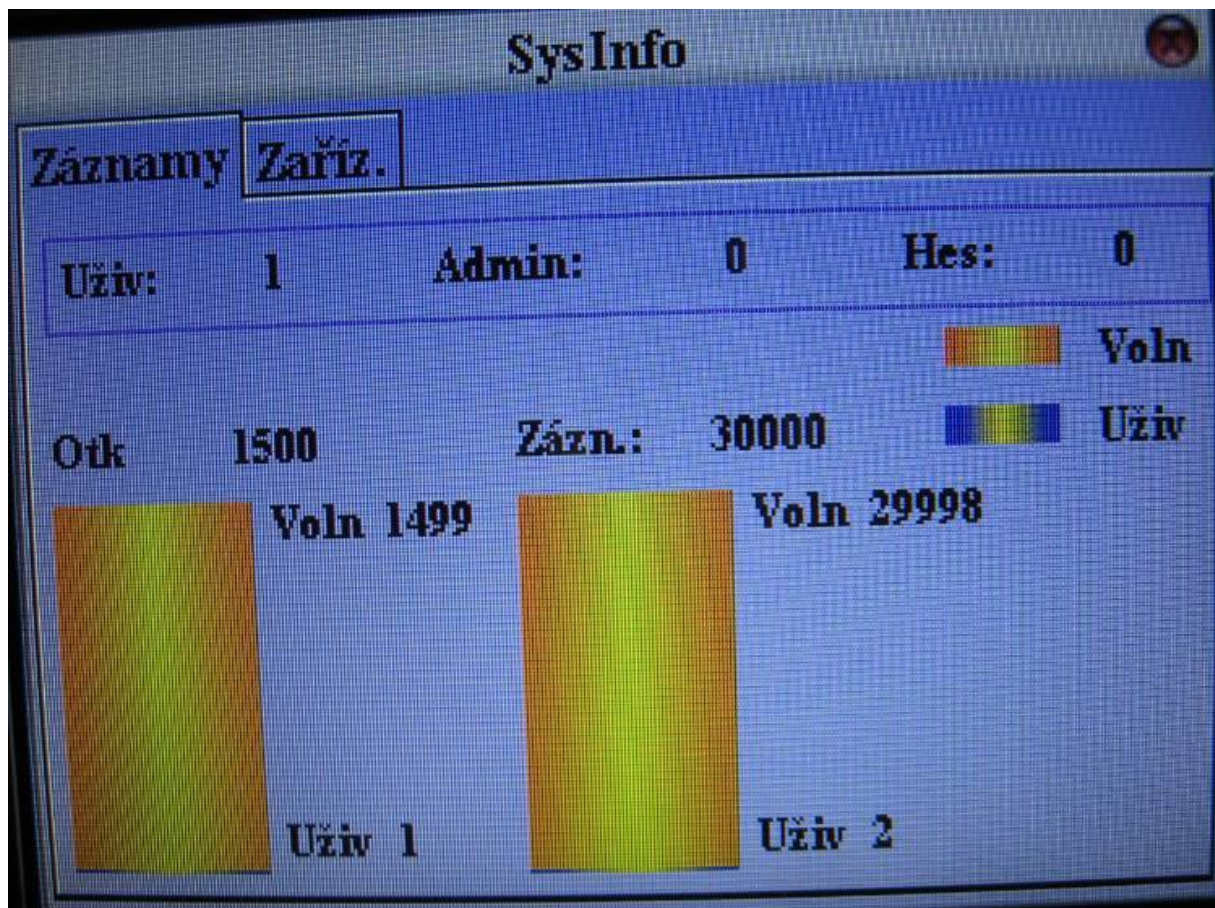 SysInfo
Záznamy Zaříz.
Uživ: 1 Admin: 0 Hes: 0
Voln
Otk 1500 Zázn.: 30000 Uživ
Voln 1499 Voln 29998
Uživ 1 Uživ 2